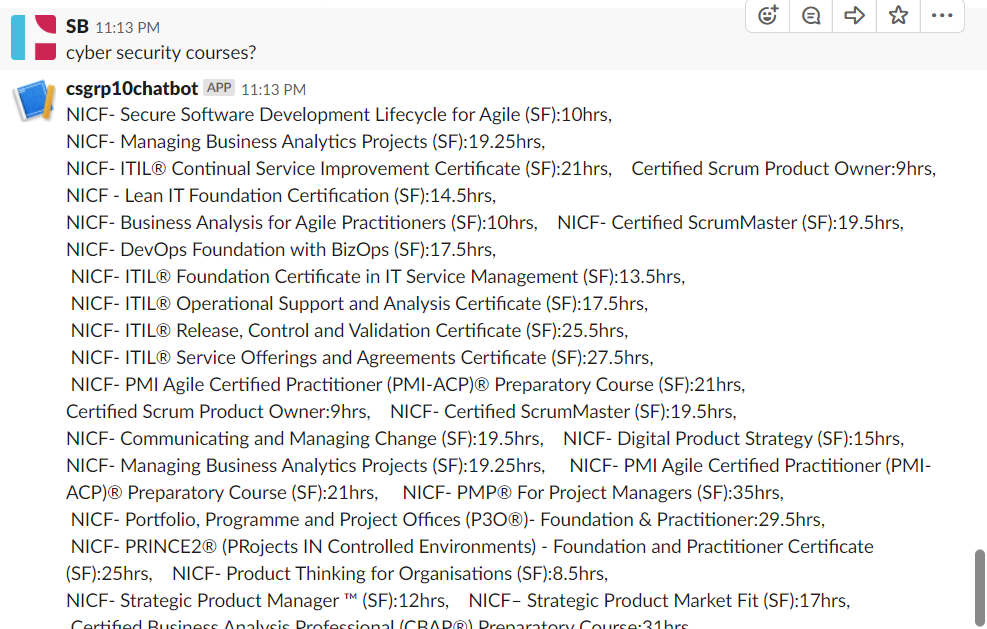 SB 11:13 PM
cyber security courses?
csgrp10chatbot APP 11:13 PM
NICF- Secure Software Development Lifecycle for Agile (SF):10hrs,
NICF- Managing Business Analytics Projects (SF):19.25hrs,
NICF- ITIL® Continual Service Improvement Certificate (SF):21hrs, Certified Scrum Product Owner:9hrs,
NICF - Lean IT Foundation Certification (SF):14.5hrs,
NICF- Business Analysis for Agile Practitioners (SF):10hrs, NICF- Certified ScrumMaster (SF):19.5hrs,
NICF- DevOps Foundation with BizOps (SF):17.5hrs,
NICF- ITIL® Foundation Certificate in IT Service Management (SF):13.5hrs,
NICF- ITIL® Operational Support and Analysis Certificate (SF):17.5hrs,
NICF- ITIL® Release, Control and Validation Certificate (SF):25.5hrs,
NICF- ITIL® Service Offerings and Agreements Certificate (SF):27.5hrs,
NICF- PMI Agile Certified Practitioner (PMI-ACP)® Preparatory Course (SF):21hrs,
Certified Scrum Product Owner:9hrs, NICF- Certified ScrumMaster (SF):19.5hrs,
NICF- Communicating and Managing Change (SF):19.5hrs, NICF- Digital Product Strategy (SF):15hrs,
NICF- Managing Business Analytics Projects (SF):19.25hrs, NICF- PMI Agile Certified Practitioner (PMI-
ACP)® Preparatory Course (SF):21hrs, NICF- PMP® For Project Managers (SF):35hrs,
NICF- Portfolio, Programme and Project Offices (P3O®)- Foundation & Practitioner:29.5hrs,
NICF- PRINCE2® (PRojects IN Controlled Environments) - Foundation and Practitioner Certificate
(SF):25hrs, NICF- Product Thinking for Organisations (SF):8.5hrs,
NICF- Strategic Product Manager ™ (SF):12hrs, NICF– Strategic Product Market Fit (SF):17hrs,
Certified Business Analysis Professional (CBAP®) Preparatory Course:31hrs